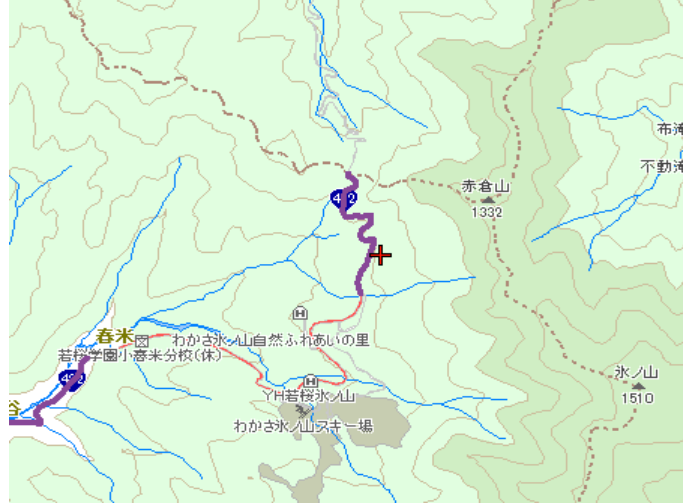 布滝
不動滝
赤倉山
1332
482
春米
わかさ氷ノ山自然ふれあいの里
若桜学園小春米分校(休)
482
氷ノ山
1510
YH若桜氷ノ山
わかさ氷ノ山スキー場
谷
H
H